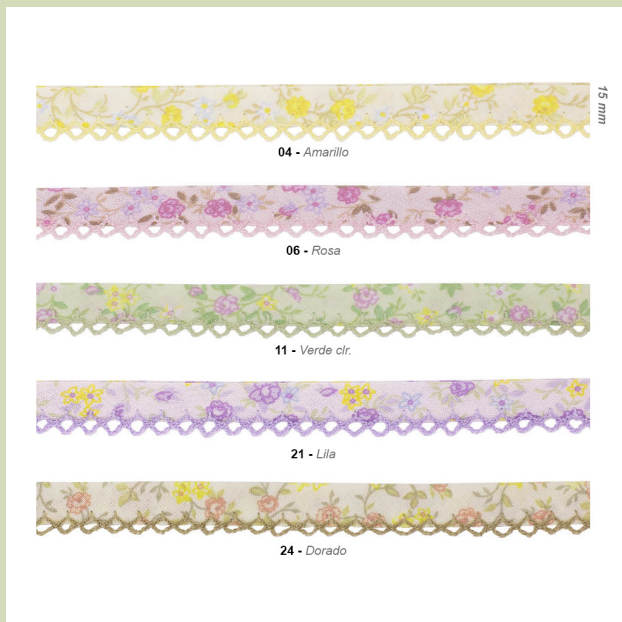 15 mm
04 - Amarillo
06 - Rosa
11 - Verde clr.
21 - Lila
24 - Dorado